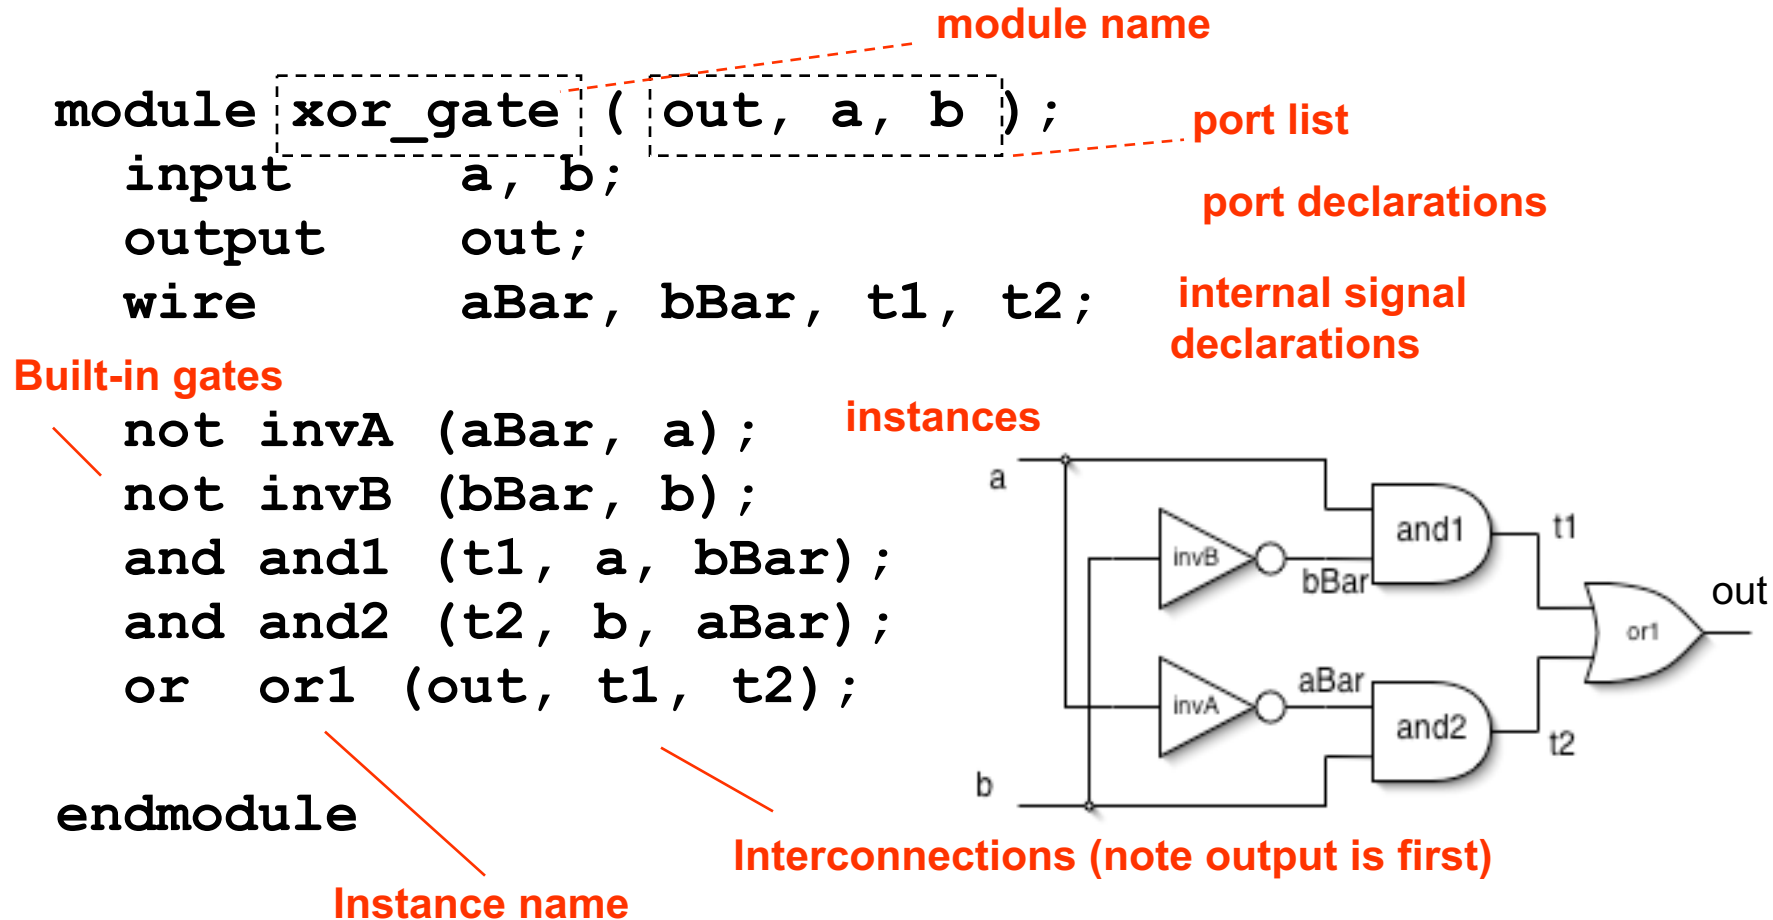 module name
module xor_gate ( out, a, b );
port list
input a, b;
port declarations
output out;
wire aBar, bBar, t1, t2;
internal signal
declarations
Built-in gates
not invA (aBar, a);
instances
not invB (bBar, b);
and and1 (t1, a, bBar);
and and2 (t2, b, aBar);
or or1 (out, t1, t2);
endmodule
a
invB
bBar
and1
t1
out
or1
invA
aBar
and2
t2
b
Interconnections (note output is first)
Instance name